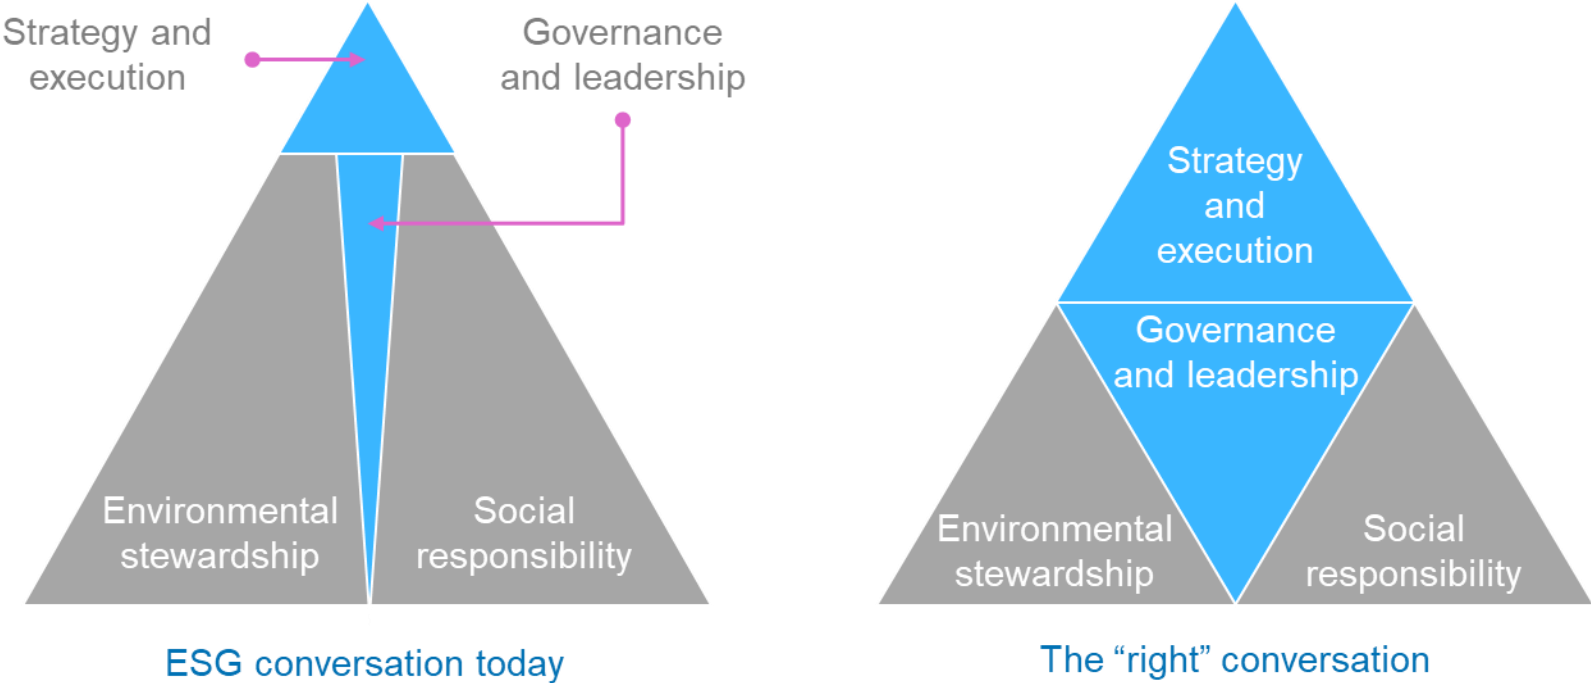 Strategy and
execution
Governance
and leadership
Environmental
stewardship
Social
responsibility
ESG conversation today
Strategy
and
execution
Governance
and leadership
Environmental
stewardship
Social
responsibility
The “right” conversation